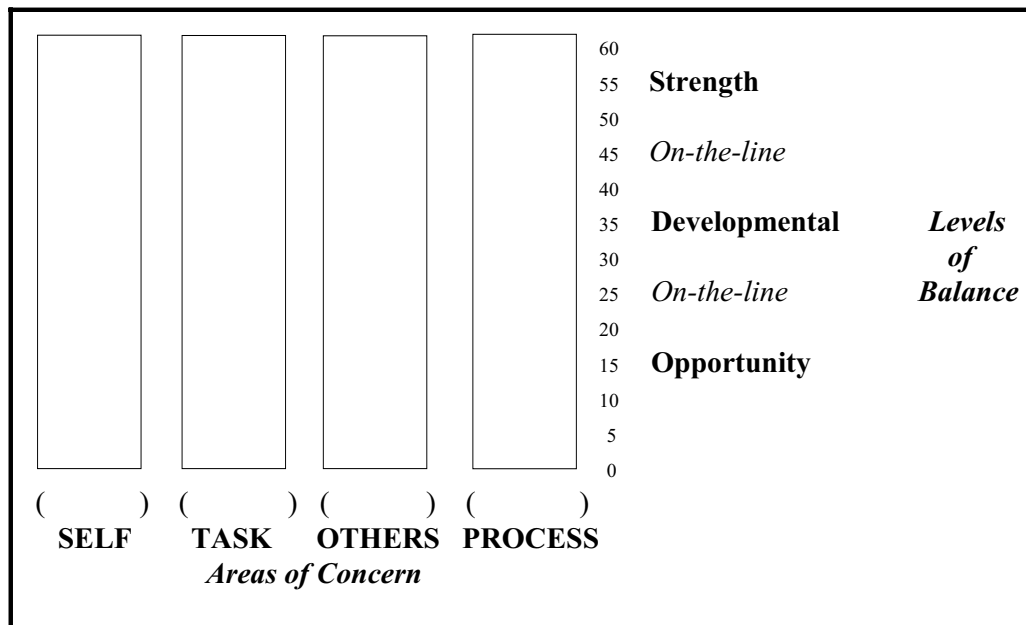 60
55 Strength
50
45 On-the-line
40
35 Developmental Levels
30 of
25 On-the-line Balance
20
15 Opportunity
10
5
0
( ) ( ) ( ) ( )
SELF TASK OTHERS PROCESS
Areas of Concern